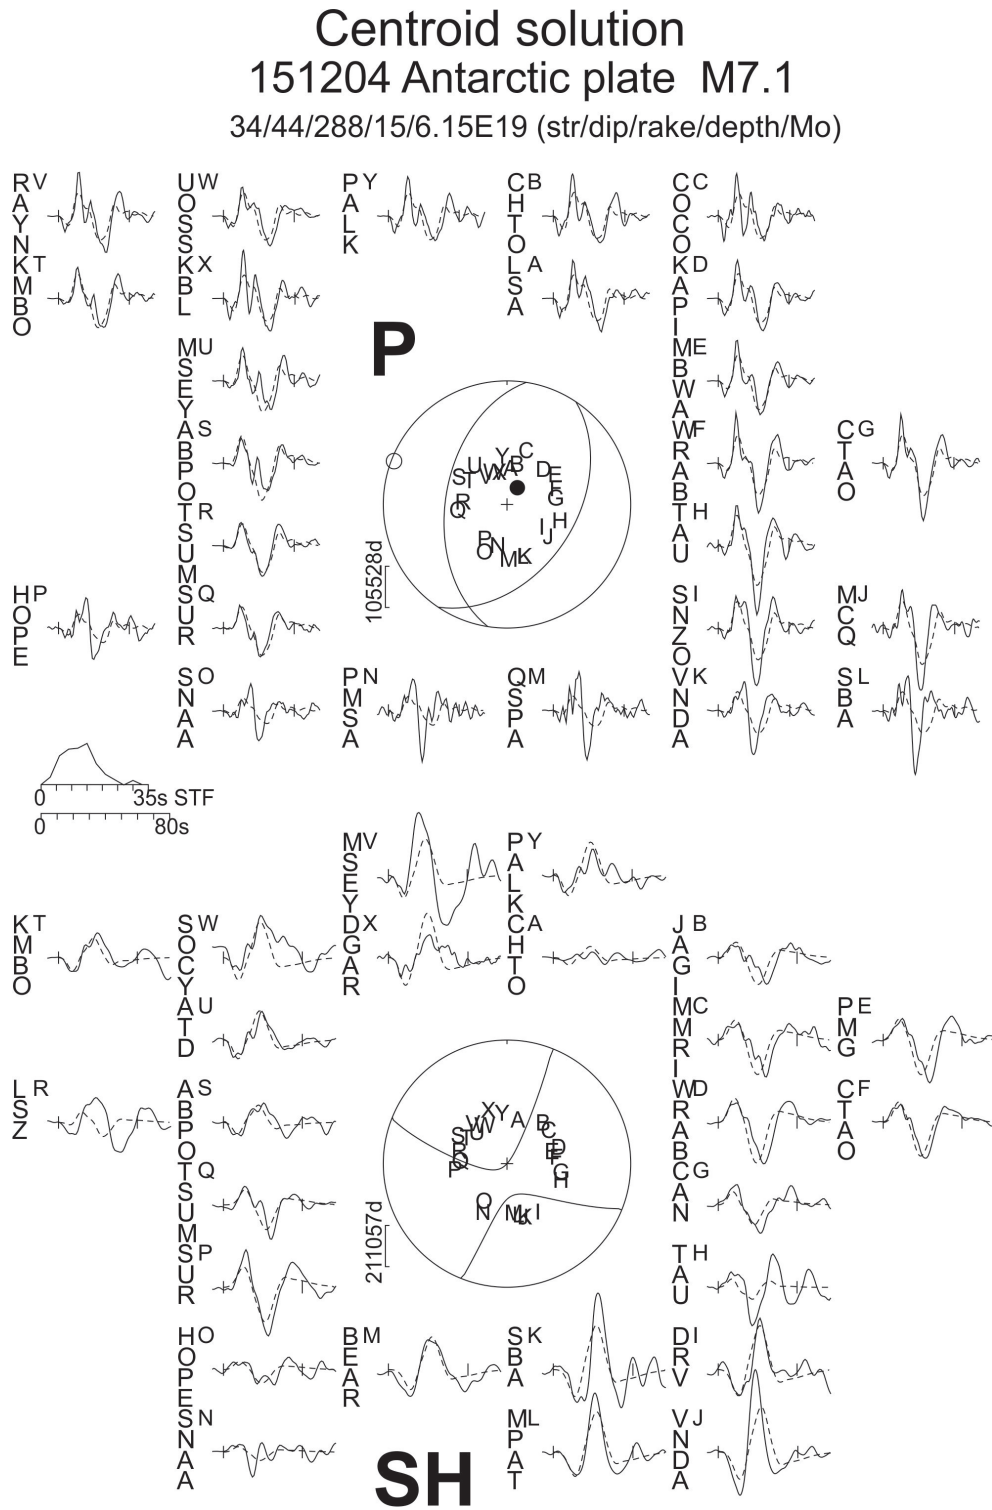 Centroid solution
151204 Antarctic plate M7.1
34/44/288/15/6.15E19 (str/dip/rake/depth/Mo)
RAYN V
UOSS W
PALK Y
CHTO B
COCO C
KMBO T
KBL X
LSA A
KAPI D
P
MSEY U
MBWA E
ABPO S
WRAB F
CTAO G
Y C
U V W X A B D E
S T F
R G
Q H
I
P N J
O M L K
TSUM R
TAU H
105528d
HOPE P
SUR Q
SNZO I
MCQ J
SNAA O
PMSA N
QSPA M
VNDA K
SBA L
0 35s STF
0 80s
MSEY V
PALK Y
KMBO T
SOCY W
DGAR X
CHTO A
JAGI B
ATD U
MMRI C
PMG E
LSZ R
ABPO S
WRAB D
CTAO F
X Y A B
V W C
S T U D
R E F
Q G
P H
O
N M L K J I
TSUM Q
CAN G
211057d
SUR P
TAU H
HOPE O
BEAR M
SBA K
DRV I
SNAA N
MPAT L
VNDA J
SH